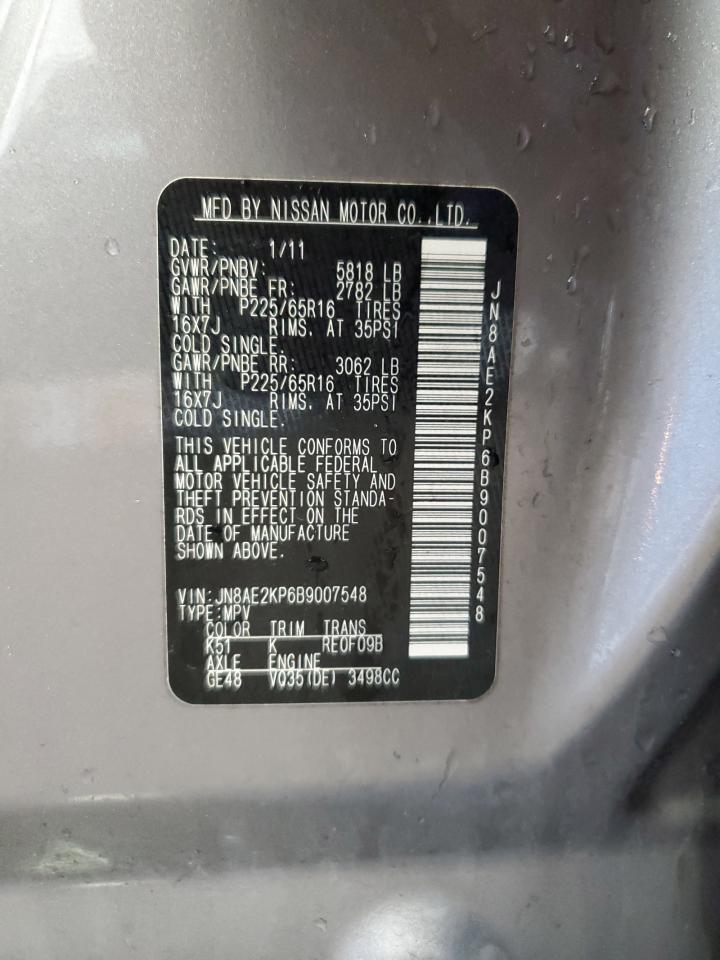 MFD BY NISSAN MOTOR CO.,LTD.
DATE: 1/11
GVWR/PNBV: 5818 LB
GAWR/PNBE FR: 2782 LB
WITH P225/65R16 TIRES
16X7J RIMS, AT 35PSI
COLD SINGLE.
GAWR/PNBE RR: 3062 LB
WITH P225/65R16 TIRES
16X7J RIMS, AT 35PSI
COLD SINGLE.
THIS VEHICLE CONFORMS TO
ALL APPLICABLE FEDERAL
MOTOR VEHICLE SAFETY AND
THEFT PREVENTION STANDA-
RDS IN EFFECT ON THE
DATE OF MANUFACTURE
SHOWN ABOVE.
VIN:JN8AE2KP6B9007548
TYPE:MPV
COLOR TRIM TRANS
K51 K RE0F09B
AXLE ENGINE
GE48 VQ35(DE) 3498CC
JN8AE2KP6B9007548